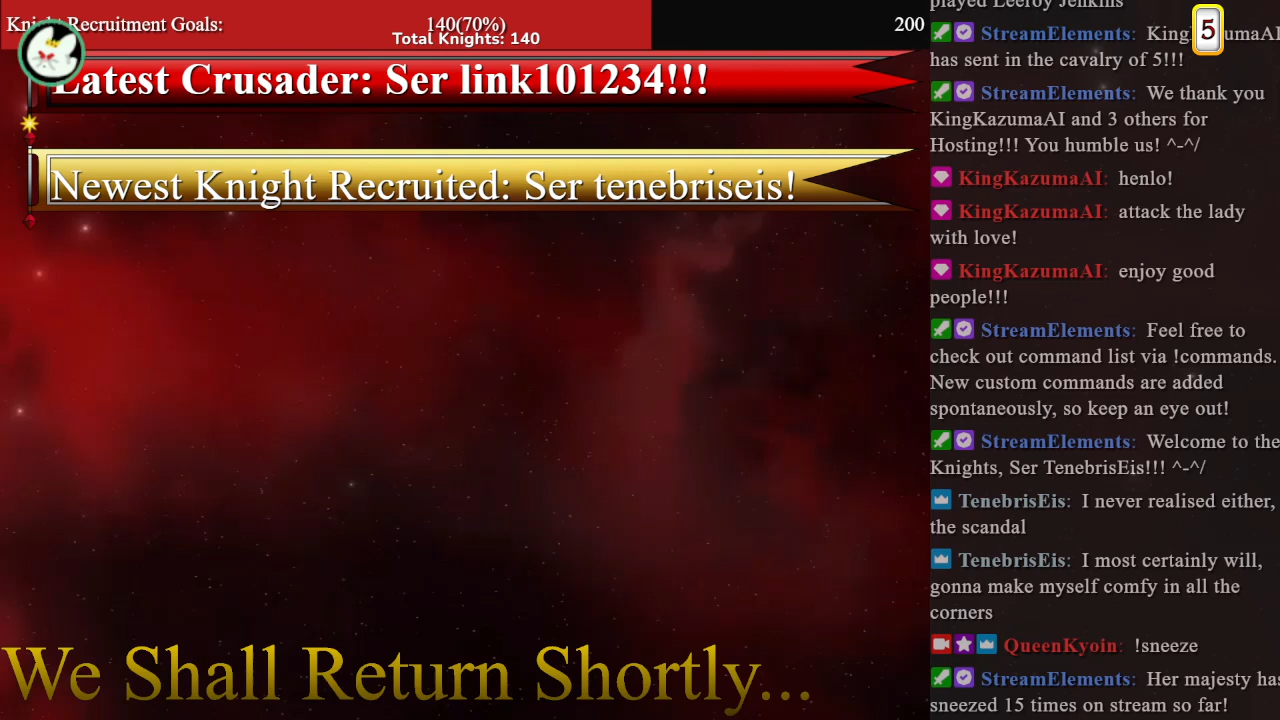 Knight Recruitment Goals: 140(70%) 200
Total Knights: 140
Latest Crusader: Ser link101234!!!
Newest Knight Recruited: Ser tenebriseis!
We Shall Return Shortly...
played Leeroy Jenkins
5
StreamElements: KingKazumaAI
has sent in the cavalry of 5!!!
StreamElements: We thank you
KingKazumaAI and 3 others for
Hosting!!! You humble us! ^-^/
KingKazumaAI: henlo!
KingKazumaAI: attack the lady
with love!
KingKazumaAI: enjoy good
people!!!
StreamElements: Feel free to
check out command list via !commands.
New custom commands are added
spontaneously, so keep an eye out!
StreamElements: Welcome to the
Knights, Ser TenebrisEis!!! ^-^/
TenebrisEis: I never realised either,
the scandal
TenebrisEis: I most certainly will,
gonna make myself comfy in all the
corners
QueenKyoin: !sneeze
StreamElements: Her majesty has
sneezed 15 times on stream so far!